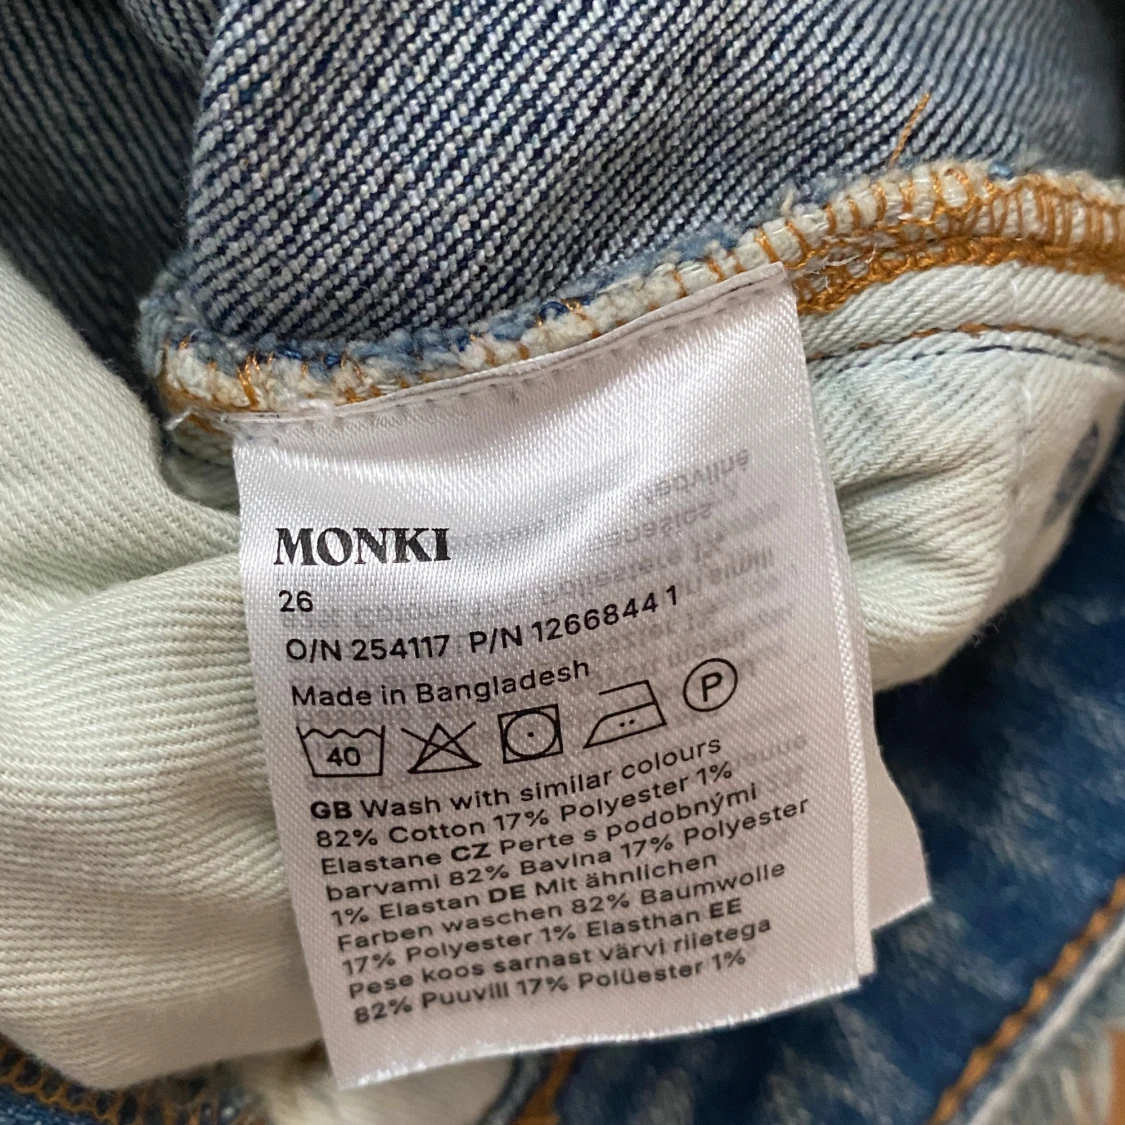 MONKI
26
O/N 254117 P/N 12668441
Made in Bangladesh
40 P
GB Wash with similar colours
82% Cotton 17% Polyester 1%
Elastane CZ Perte s podobnými
barvami 82% Bavlna 17% Polyester
1% Elastan DE Mit ähnlichen
Farben waschen 82% Baumwolle
17% Polyester 1% Elasthan EE
Pese koos sarnast värvi riietega
82% Puuvill 17% Polüester 1%